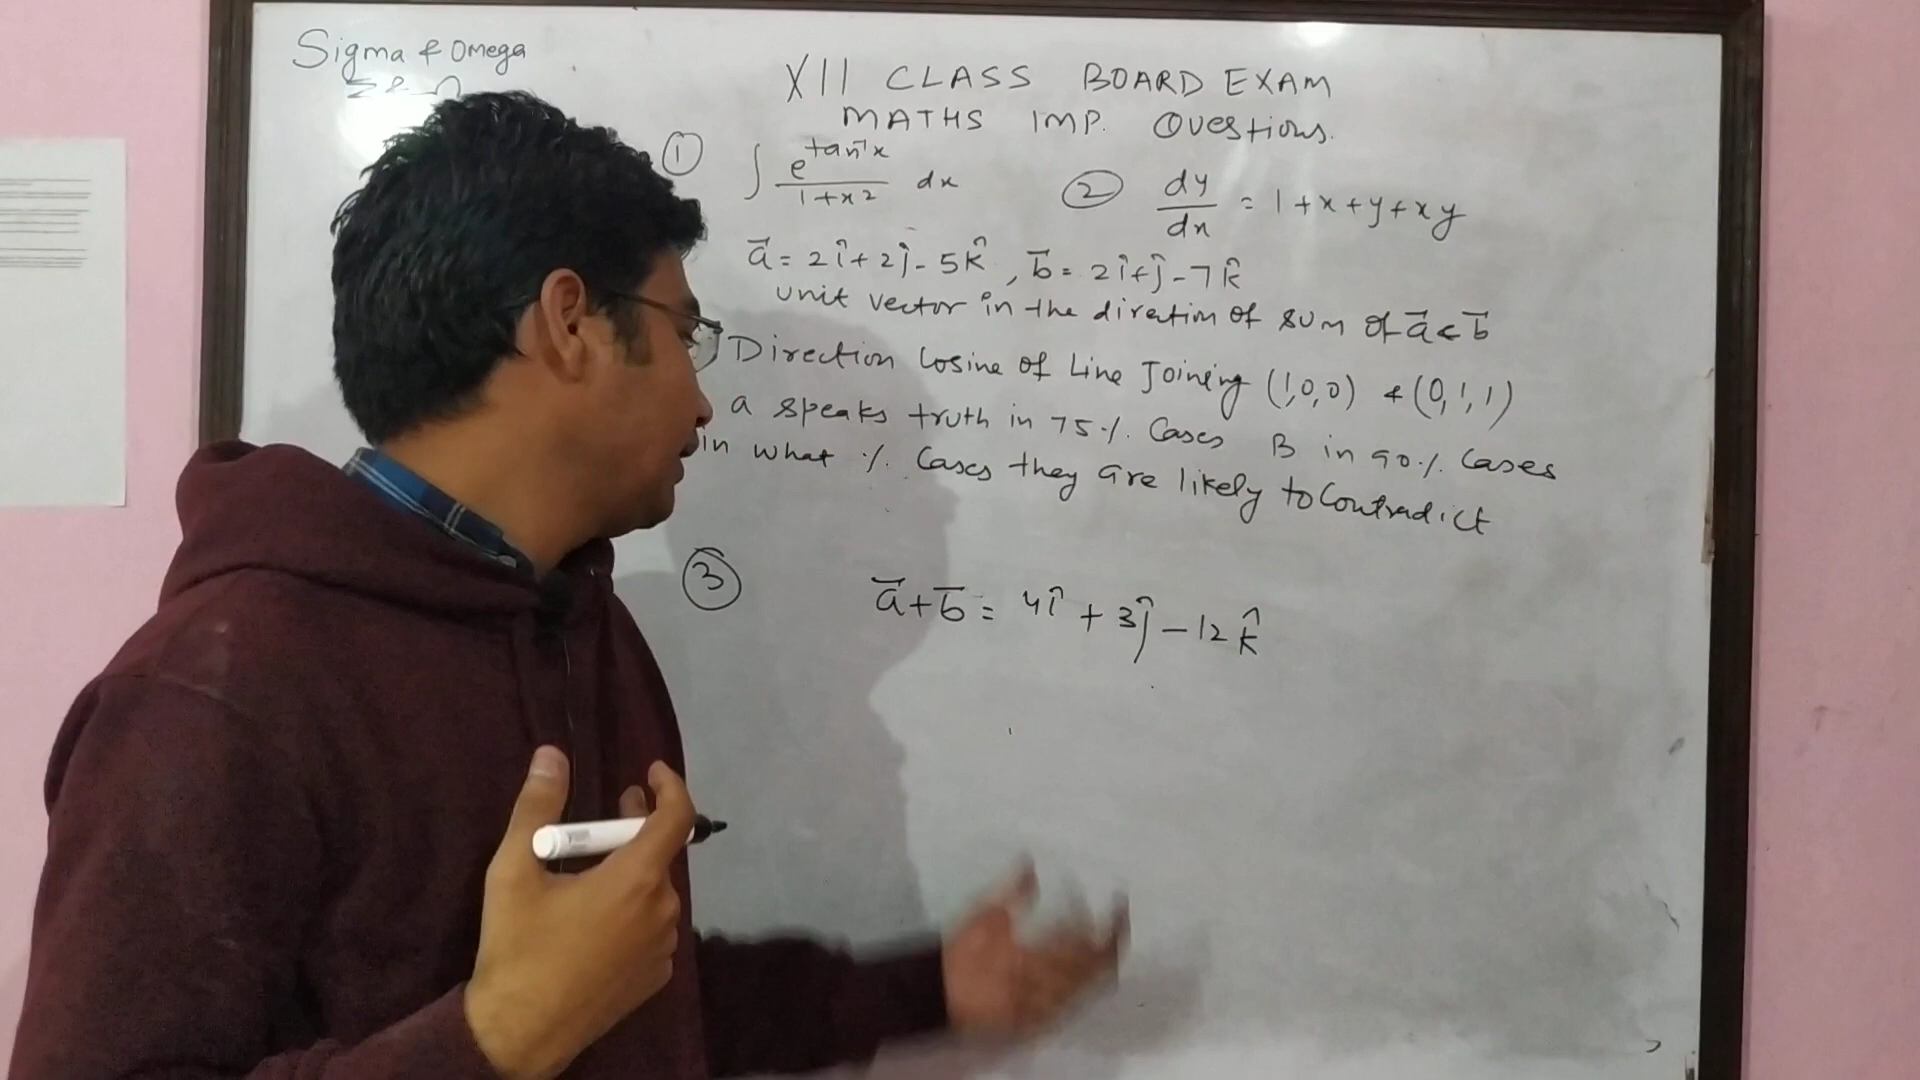 Sigma & Omega
Σ & Ω
XII CLASS BOARD EXAM
MATHS IMP. Questions.
① ∫ e^(tan⁻¹x) / (1+x²) dx
② dy/dx = 1+x+y+xy
a⃗ = 2î+2ĵ-5k̂, b⃗ = 2î+ĵ-7k̂
unit vector in the diretim of sum of a⃗ & b⃗
Direction Cosine of Line Joining (1,0,0) & (0,1,1)
a speaks truth in 75%. Cases B in 90%. Cases
in what %. Cases they are likely to Contradict
③ a⃗+b⃗ = 4î + 3ĵ - 12k̂